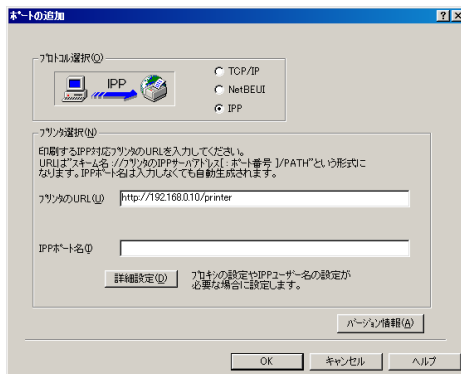 ﾎﾟｰﾄの追加
ﾌﾟﾛﾄｺﾙ選択(O)
IPP
TCP/IP
NetBEUI
IPP
ﾌﾟﾘﾝﾀ選択(N)
印刷するIPP対応ﾌﾟﾘﾝﾀのURLを入力してください。
URLは"ｽｷｰﾑ名://ﾌﾟﾘﾝﾀのIPPｻｰﾊﾞｱﾄﾞﾚｽ[:ﾎﾟｰﾄ番号]/PATH"という形式に
なります。IPPﾎﾟｰﾄ名は入力しなくても自動生成されます。
ﾌﾟﾘﾝﾀのURL(U)
http://192.168.0.10/printer
IPPﾎﾟｰﾄ名(I)
詳細設定(D)
ﾌﾟﾛｷｼの設定やIPPﾕｰｻﾞｰ名の設定が
必要な場合に設定します。
ﾊﾞｰｼﾞｮﾝ情報(A)
OK
キャンセル
ヘルプ